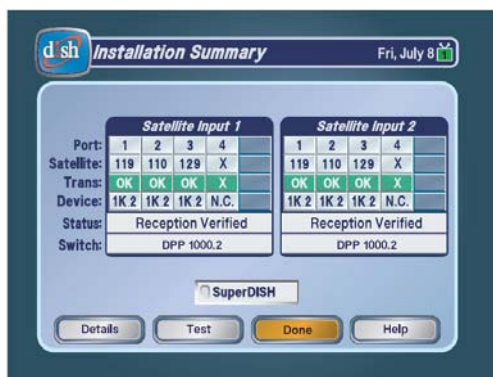 dish Installation Summary Fri, July 8 1
Satellite Input 1 Satellite Input 2
Port: 1 2 3 4 1 2 3 4
Satellite: 119 110 129 X 119 110 129 X
Trans: OK OK OK X OK OK OK X
Device: 1K 2 1K 2 1K 2 N.C. 1K 2 1K 2 1K 2 N.C.
Status: Reception Verified Reception Verified
Switch: DPP 1000.2 DPP 1000.2
SuperDISH
Details Test Done Help